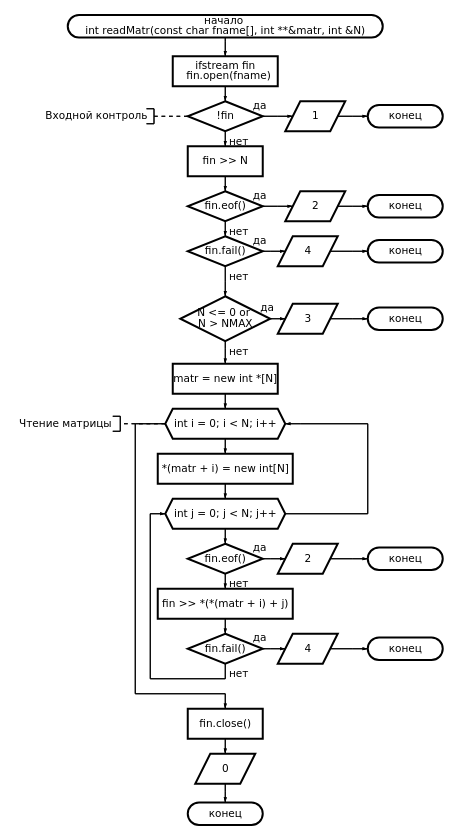 начало
int readMatr(const char fname[], int **&matr, int &N)
ifstream fin
fin.open(fname)
Входной контроль
!fin
да
1
конец
нет
fin >> N
fin.eof()
да
2
конец
нет
fin.fail()
да
4
конец
нет
N <= 0 or
N > NMAX
да
3
конец
нет
matr = new int *[N]
Чтение матрицы
int i = 0; i < N; i++
*(matr + i) = new int[N]
int j = 0; j < N; j++
fin.eof()
да
2
конец
нет
fin >> *(*(matr + i) + j)
fin.fail()
да
4
конец
нет
fin.close()
0
конец